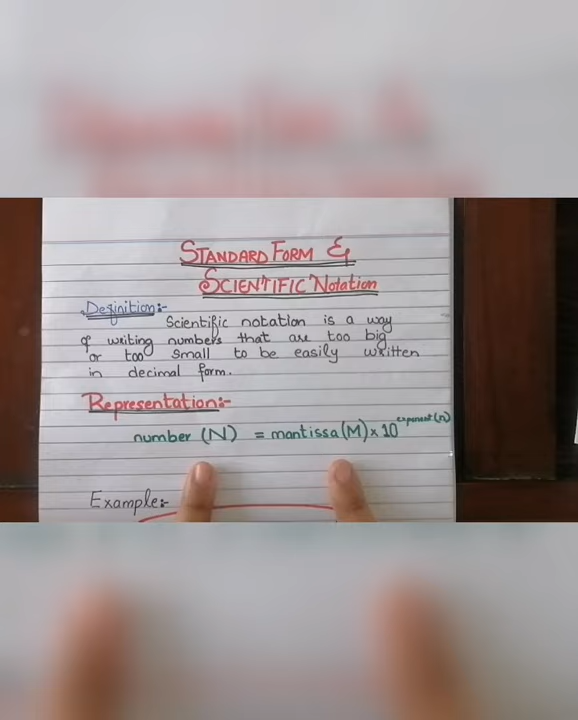 STANDARD FORM &
SCIENTIFIC Notation
Definition:-
Scientific notation is a way
of writing numbers that are too big
or too small to be easily written
in decimal form.
Representation:-
number (N) = mantissa (M) x 10^exponent (n)
Example:-